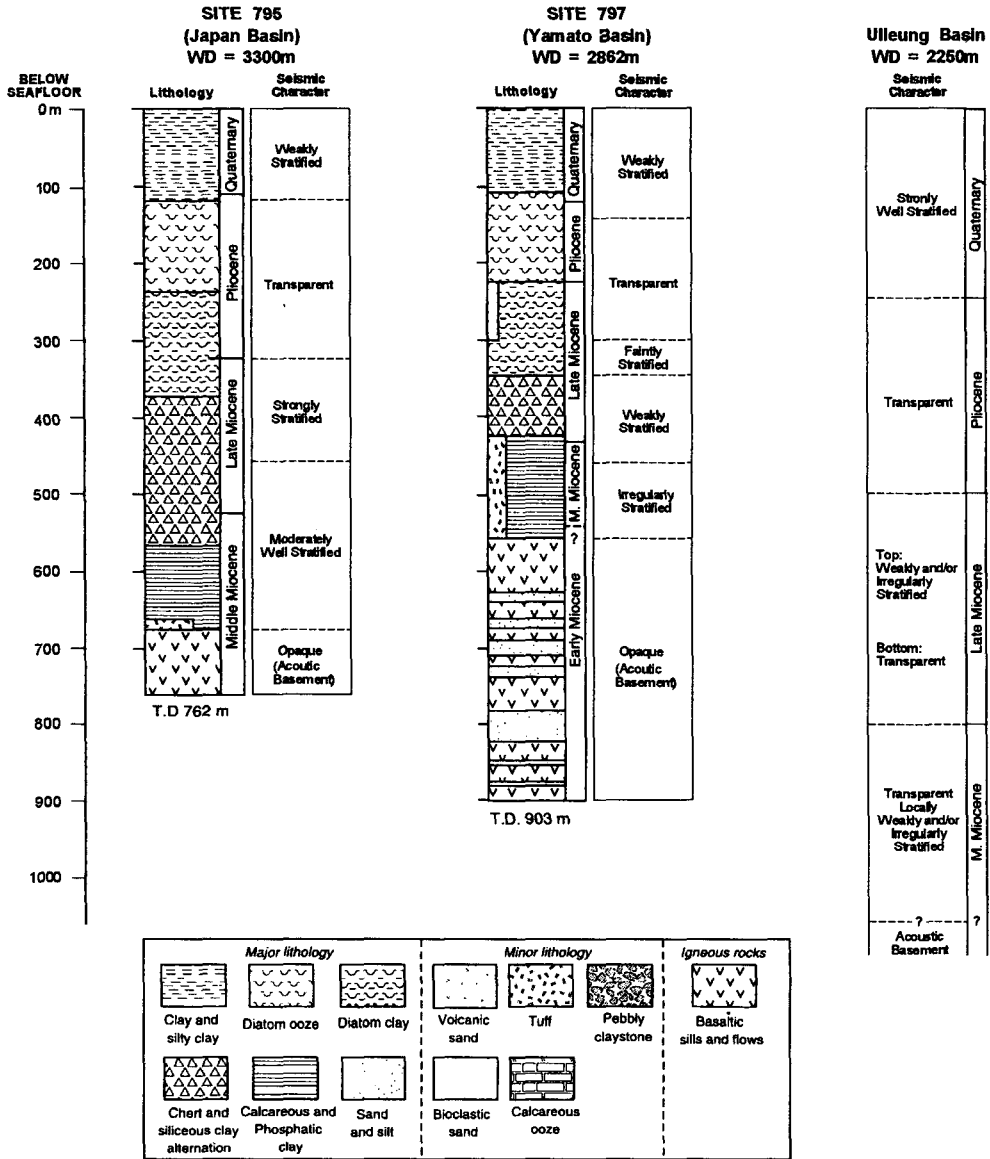 SITE 795
(Japan Basin)
WD = 3300m
SITE 797
(Yamato Basin)
WD = 2862m
Ulleung Basin
WD = 2250m
BELOW
SEAFLOOR
Lithology
Seismic
Character
Lithology
Seismic
Character
Seismic
Character
0 m
100
200
300
400
500
600
700
800
900
1000
Quaternary
Pliocene
Late Miocene
Middle Miocene
Weakly
Stratified
Transparent
Strongly
Stratified
Moderately
Well Stratified
Opaque
(Acoutic
Basement)
T.D 762 m
Quaternary
Pliocene
Late Miocene
M. Miocene
?
Early Miocene
Weakly
Stratified
Transparent
Faintly
Stratified
Weakly
Stratified
Irregularly
Stratified
Opaque
(Acoutic
Basement)
T.D. 903 m
Stronly
Well Stratified
Transparent
Top:
Weakly and/or
Irregularly
Stratified
Bottom:
Transparent
Transparent
Locally
Weakly and/or
Irregularly
Stratified
?
Acoustic
Basement
Quaternary
Pliocene
Late Miocene
M. Miocene
?
Major lithology
Minor lithology
Igneous rocks
Clay and
silty clay
Diatom ooze
Diatom clay
Volcanic
sand
Tuff
Pebbly
claystone
Basaltic
sills and flows
Chert and
siliceous clay
alternation
Calcareous and
Phosphatic
clay
Sand
and silt
Bioclastic
sand
Calcareous
ooze